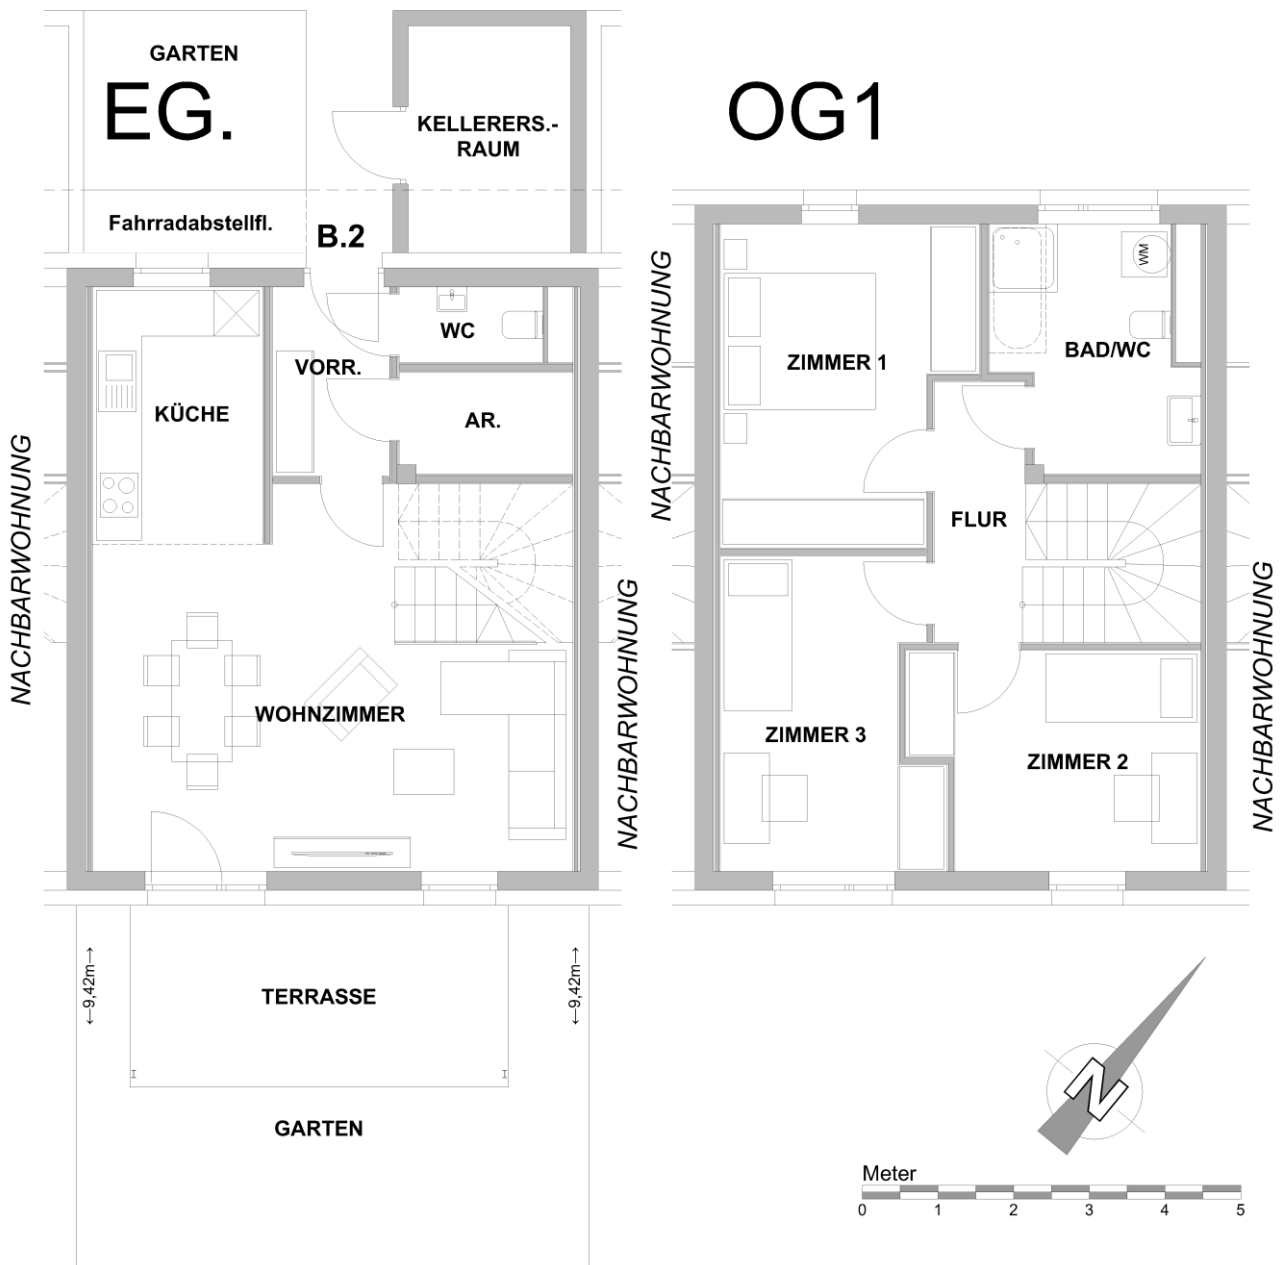 GARTEN
EG.
KELLERERS.-
RAUM
Fahrradabstellfl.
B.2
WC
VORR.
KÜCHE
AR.
NACHBARWOHNUNG
NACHBARWOHNUNG
WOHNZIMMER
←9,42m→
←9,42m→
TERRASSE
GARTEN
OG1
WM
NACHBARWOHNUNG
ZIMMER 1
BAD/WC
FLUR
NACHBARWOHNUNG
ZIMMER 3
ZIMMER 2
N
Meter
0 1 2 3 4 5